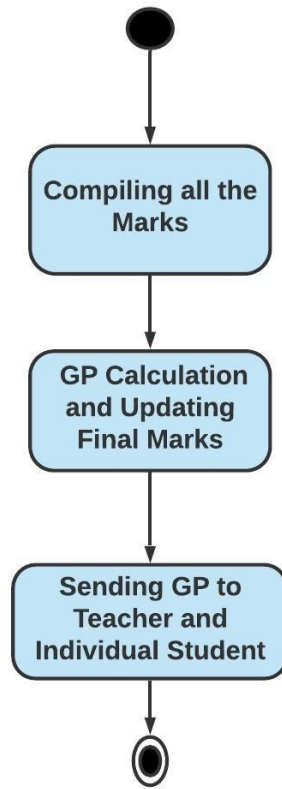 Compiling all the
Marks
GP Calculation
and Updating
Final Marks
Sending GP to
Teacher and
Individual Student